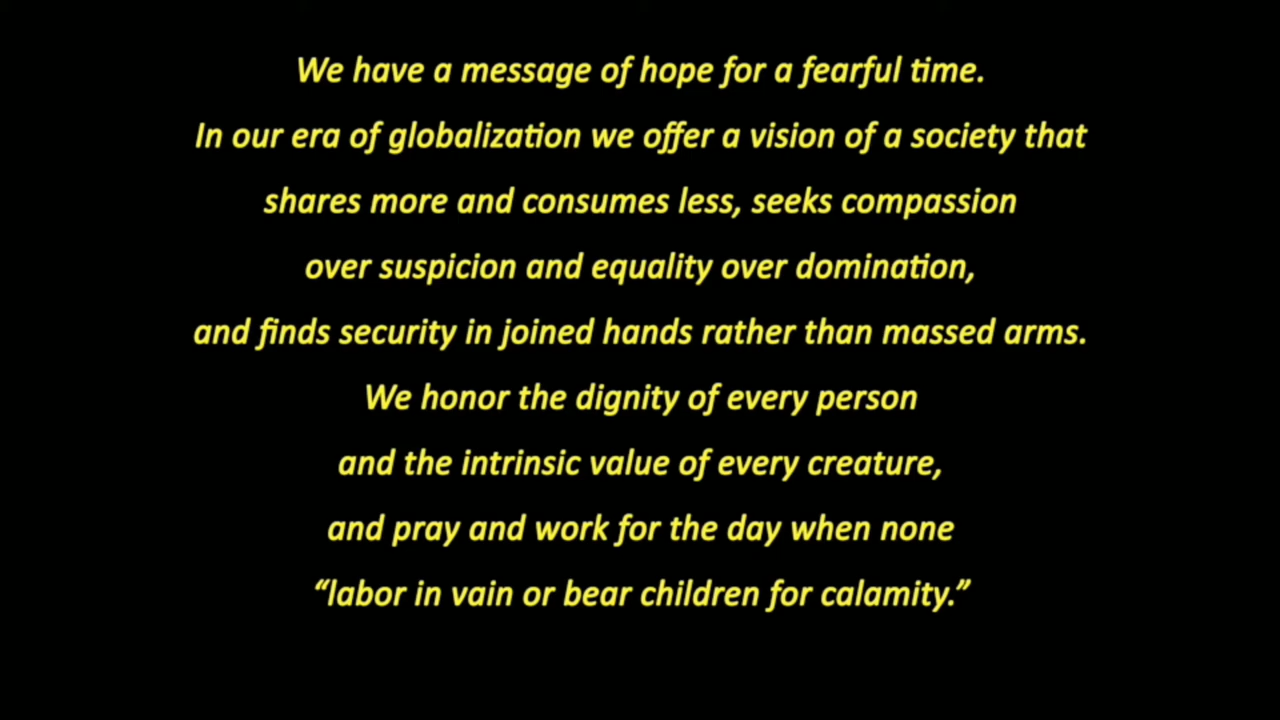 We have a message of hope for a fearful time.
In our era of globalization we offer a vision of a society that
shares more and consumes less, seeks compassion
over suspicion and equality over domination,
and finds security in joined hands rather than massed arms.
We honor the dignity of every person
and the intrinsic value of every creature,
and pray and work for the day when none
“labor in vain or bear children for calamity.”